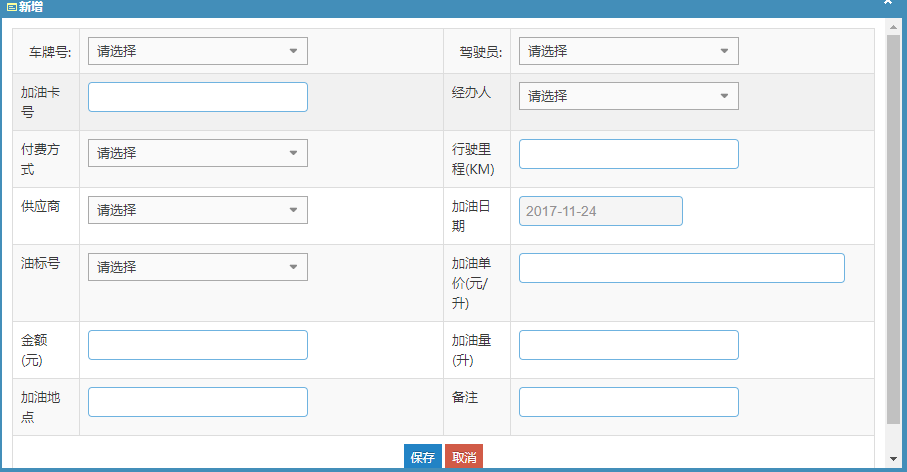 新增
车牌号: 请选择 驾驶员: 请选择
加油卡 经办人 请选择
号
付费方 请选择 行驶里
式 程(KM)
供应商 请选择 加油日 2017-11-24
期
油标号 请选择 加油单
价(元/
升)
金额 加油量
(元) (升)
加油地 备注
点
保存 取消